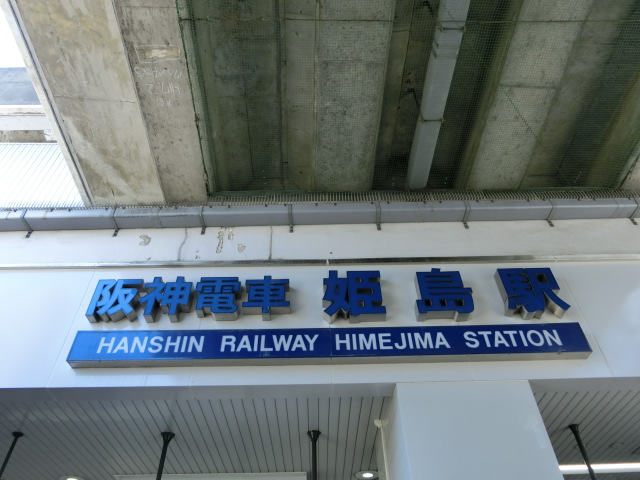 阪神電車 姫島駅
HANSHIN RAILWAY HIMEJIMA STATION